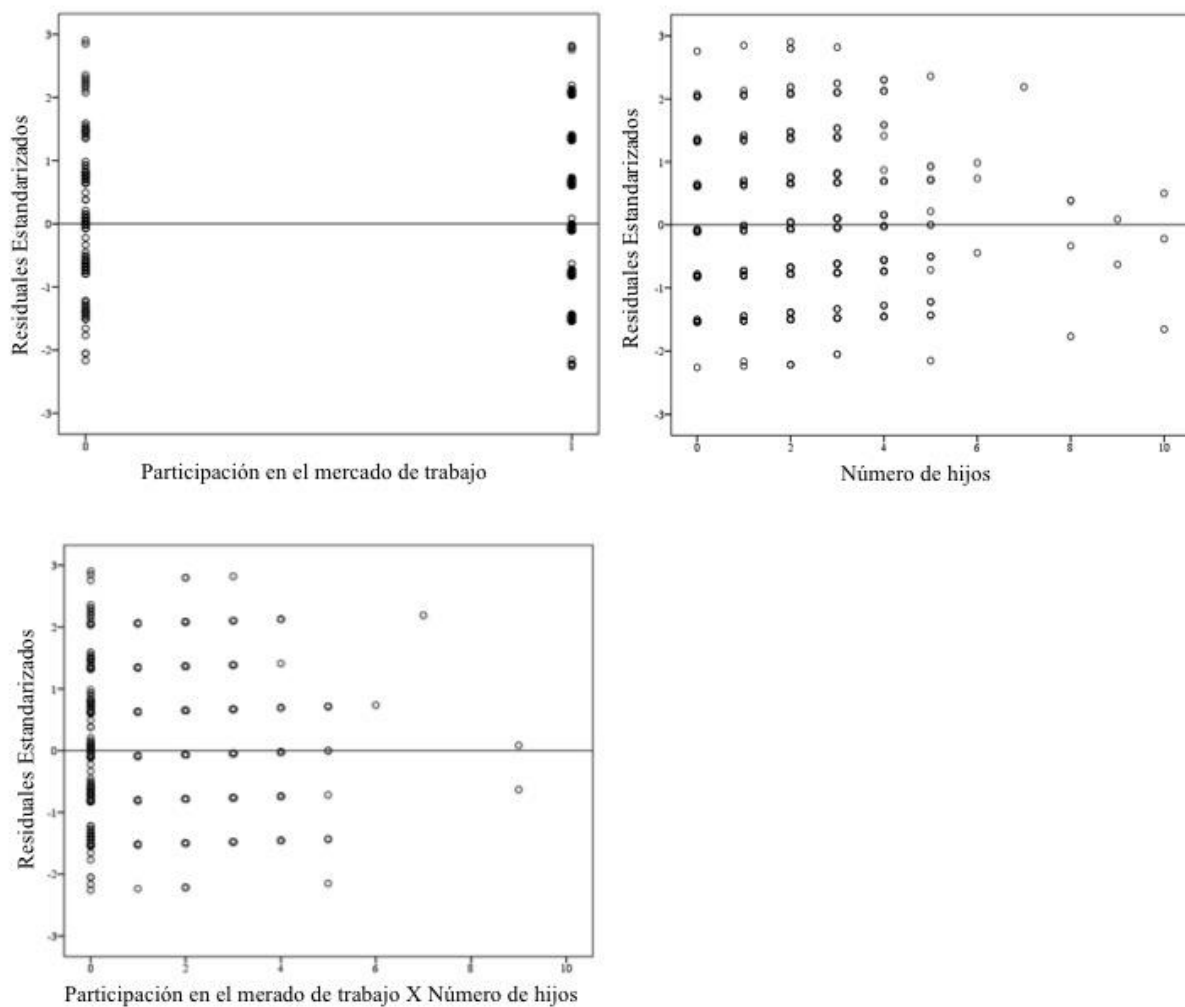 Residuales Estandarizados
3
2
1
0
-1
-2
-3
0 1
Participación en el mercado de trabajo
Residuales Estandarizados
3
2
1
0
-1
-2
-3
0 2 4 6 8 10
Número de hijos
Residuales Estandarizados
3
2
1
0
-1
-2
-3
0 2 4 6 8 10
Participación en el merado de trabajo X Número de hijos